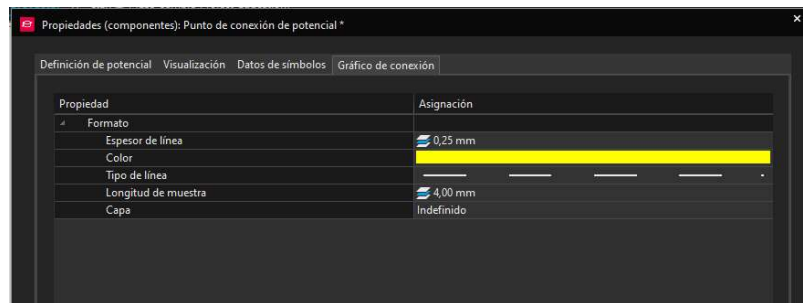 Propiedades (componentes): Punto de conexión de potencial *
Definición de potencial Visualización Datos de símbolos Gráfico de conexión
Propiedad Asignación
Formato
Espesor de línea 0,25 mm
Color
Tipo de línea
Longitud de muestra 4,00 mm
Capa Indefinido